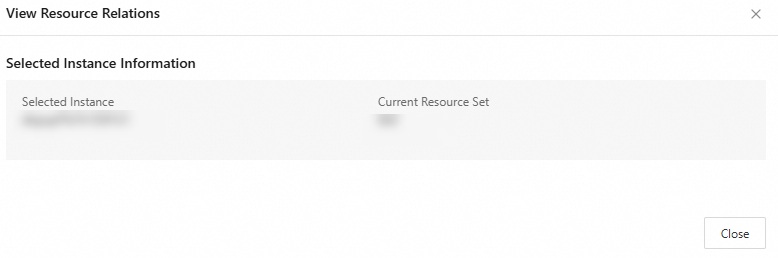 View Resource Relations
Selected Instance Information
Selected Instance
Current Resource Set
Close